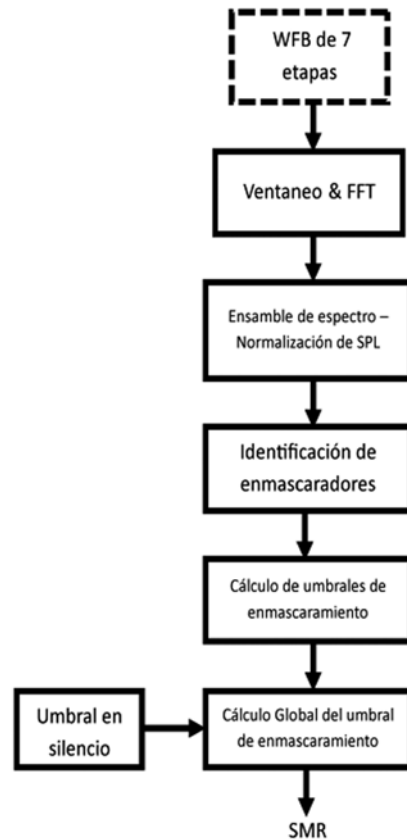 WFB de 7
etapas
Ventaneo & FFT
Ensamble de espectro –
Normalización de SPL
Identificación de
enmascaradores
Cálculo de umbrales de
enmascaramiento
Umbral en
silencio
Cálculo Global del umbral
de enmascaramiento
SMR